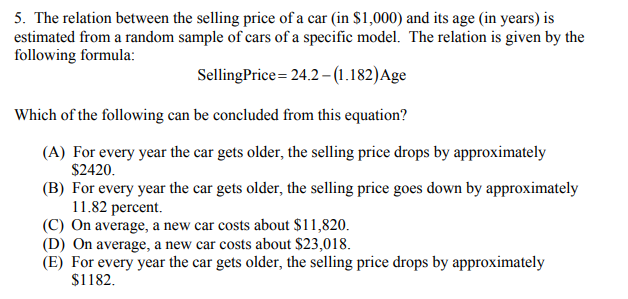 5. The relation between the selling price of a car (in $1,000) and its age (in years) is
estimated from a random sample of cars of a specific model. The relation is given by the
following formula:
SellingPrice = 24.2 – (1.182)Age
Which of the following can be concluded from this equation?
(A) For every year the car gets older, the selling price drops by approximately
$2420.
(B) For every year the car gets older, the selling price goes down by approximately
11.82 percent.
(C) On average, a new car costs about $11,820.
(D) On average, a new car costs about $23,018.
(E) For every year the car gets older, the selling price drops by approximately
$1182.